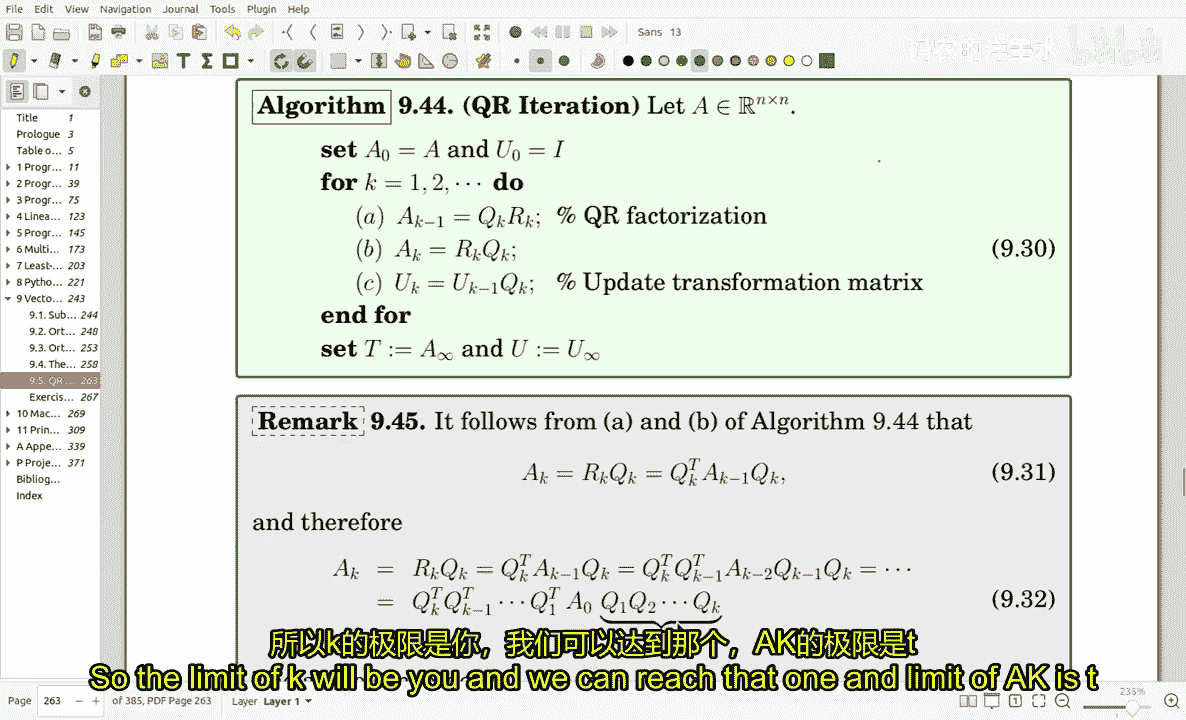 File Edit View Navigation Journal Tools Plugin Help
Sans 13
Title 1
Prologue 3
Table o... 5
1 Progr... 11
2 Progr... 39
3 Progr... 75
4 Linea... 123
5 Progr... 145
6 Multi... 173
7 Least-... 203
8 Pytho... 221
9 Vecto... 243
9.1. Sub... 244
9.2. Ort... 248
9.3. Ort... 253
9.4. The... 258
9.5. QR ... 263
Exercis... 267
10 Mac... 269
11 Prin... 309
A Appe... 339
P Proje... 371
Bibliog...
Index
Algorithm 9.44. (QR Iteration) Let A ∈ ℝ^{n×n}.
set A_0 = A and U_0 = I
for k = 1, 2, ⋯ do
(a) A_{k−1} = Q_k R_k; % QR factorization
(b) A_k = R_k Q_k; (9.30)
(c) U_k = U_{k−1} Q_k; % Update transformation matrix
end for
set T := A_∞ and U := U_∞
Remark 9.45. It follows from (a) and (b) of Algorithm 9.44 that
A_k = R_k Q_k = Q_k^T A_{k−1} Q_k, (9.31)
and therefore
A_k = R_k Q_k = Q_k^T A_{k−1} Q_k = Q_k^T Q_{k−1}^T A_{k−2} Q_{k−1} Q_k = ⋯
= Q_k^T Q_{k−1}^T ⋯ Q_1^T A_0 Q_1 Q_2 ⋯ Q_k (9.32)
所以k的极限是你，我们可以达到那个，AK的极限是t
So the limit of k will be you and we can reach that one and limit of AK is t
Page 263 − + of 385, PDF Page 263 Layer Layer 1 235%